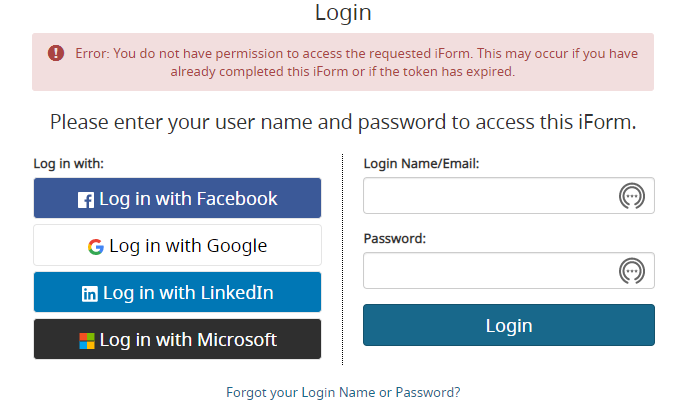 Login
Error: You do not have permission to access the requested iForm. This may occur if you have
already completed this iForm or if the token has expired.
Please enter your user name and password to access this iForm.
Log in with:
Log in with Facebook
Log in with Google
Log in with LinkedIn
Log in with Microsoft
Login Name/Email:
Password:
Login
Forgot your Login Name or Password?